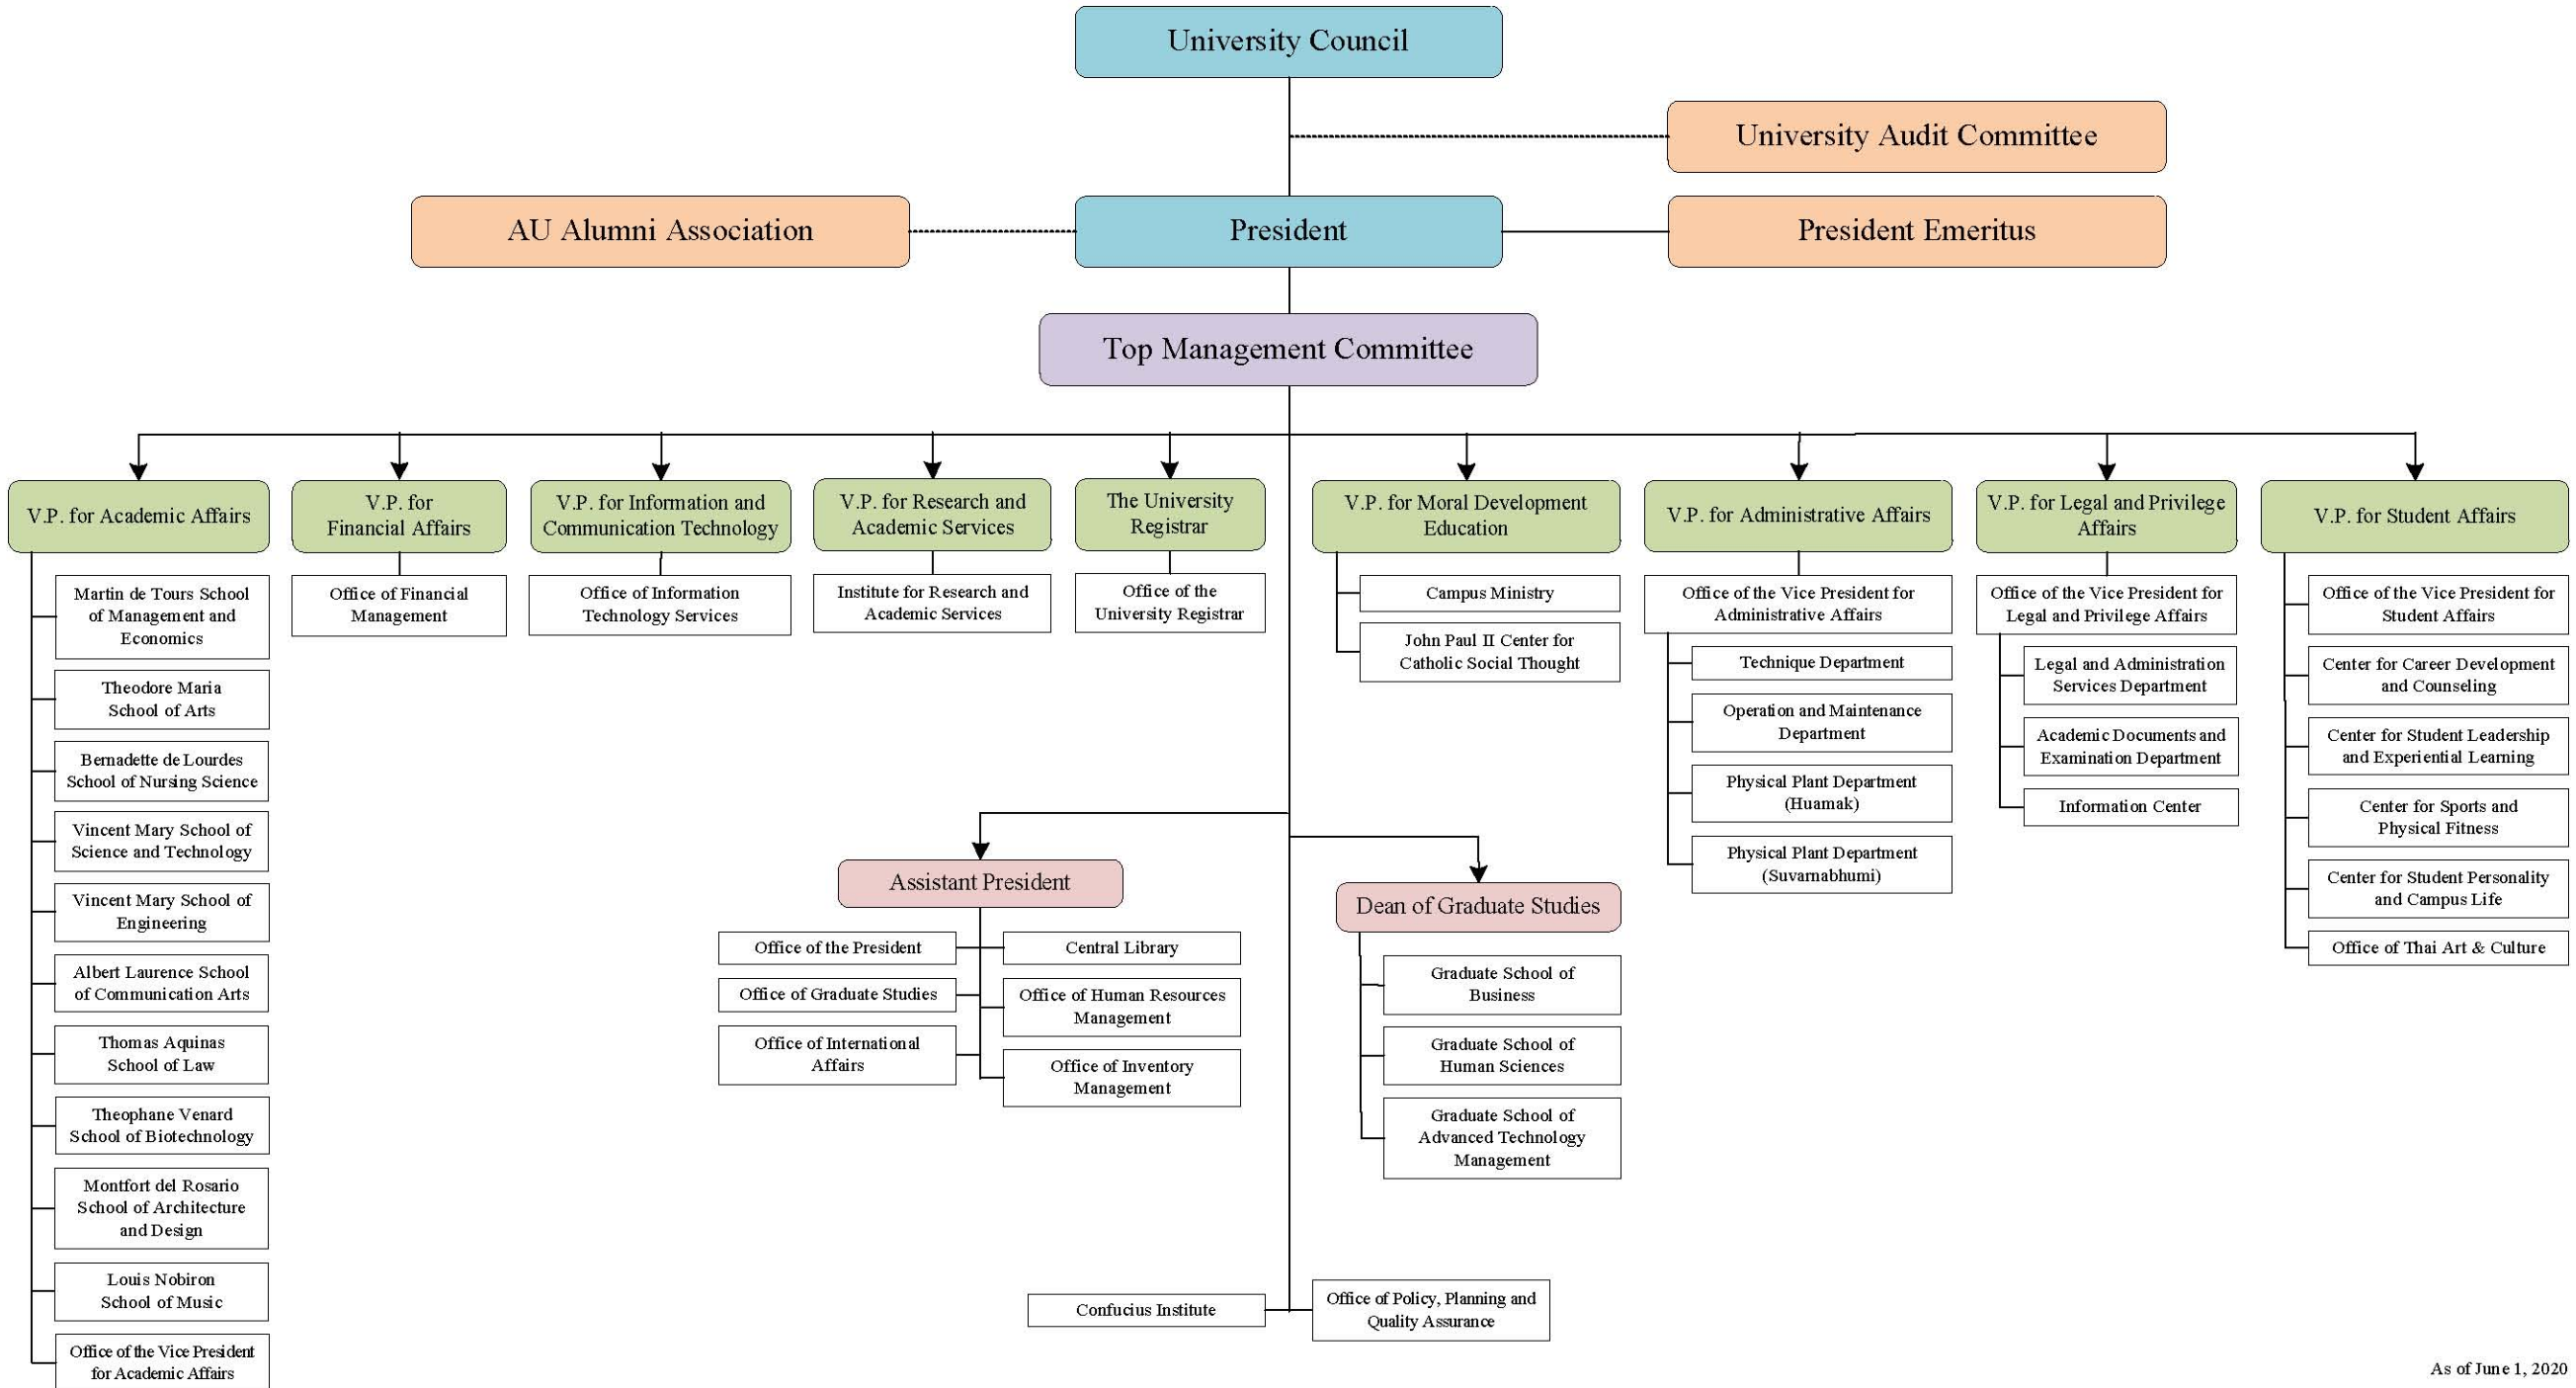 University Council
University Audit Committee
AU Alumni Association
President
President Emeritus
Top Management Committee
V.P. for Academic Affairs
Martin de Tours School
of Management and
Economics
Theodore Maria
School of Arts
Bernadette de Lourdes
School of Nursing Science
Vincent Mary School of
Science and Technology
Vincent Mary School of
Engineering
Albert Laurence School
of Communication Arts
Thomas Aquinas
School of Law
Theophane Venard
School of Biotechnology
Montfort del Rosario
School of Architecture
and Design
Louis Nobiron
School of Music
Office of the Vice President
for Academic Affairs
V.P. for
Financial Affairs
Office of Financial
Management
V.P. for Information and
Communication Technology
Office of Information
Technology Services
V.P. for Research and
Academic Services
Institute for Research and
Academic Services
The University
Registrar
Office of the
University Registrar
V.P. for Moral Development
Education
Campus Ministry
John Paul II Center for
Catholic Social Thought
V.P. for Administrative Affairs
Office of the Vice President for
Administrative Affairs
Technique Department
Operation and Maintenance
Department
Physical Plant Department
(Huamak)
Physical Plant Department
(Suvarnabhumi)
V.P. for Legal and Privilege
Affairs
Office of the Vice President for
Legal and Privilege Affairs
Legal and Administration
Services Department
Academic Documents and
Examination Department
Information Center
V.P. for Student Affairs
Office of the Vice President for
Student Affairs
Center for Career Development
and Counseling
Center for Student Leadership
and Experiential Learning
Center for Sports and
Physical Fitness
Center for Student Personality
and Campus Life
Office of Thai Art & Culture
Assistant President
Office of the President
Office of Graduate Studies
Office of International
Affairs
Central Library
Office of Human Resources
Management
Office of Inventory
Management
Dean of Graduate Studies
Graduate School of
Business
Graduate School of
Human Sciences
Graduate School of
Advanced Technology
Management
Confucius Institute
Office of Policy, Planning and
Quality Assurance
As of June 1, 2020